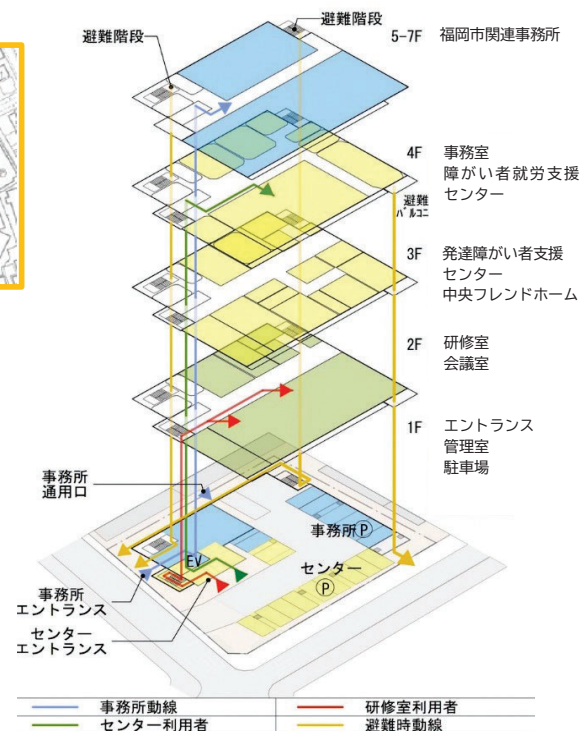 避難階段
避難階段
5-7F 福岡市関連事務所
4F 事務室
障がい者就労支援
センター
避難
バルコニ
3F 発達障がい者支援
センター
中央フレンドホーム
2F 研修室
会議室
1F エントランス
管理室
駐車場
事務所
通用口
事務所Ⓟ
EV
センター
Ⓟ
事務所
エントランス
センター
エントランス
事務所動線
研修室利用者
センター利用者
避難時動線